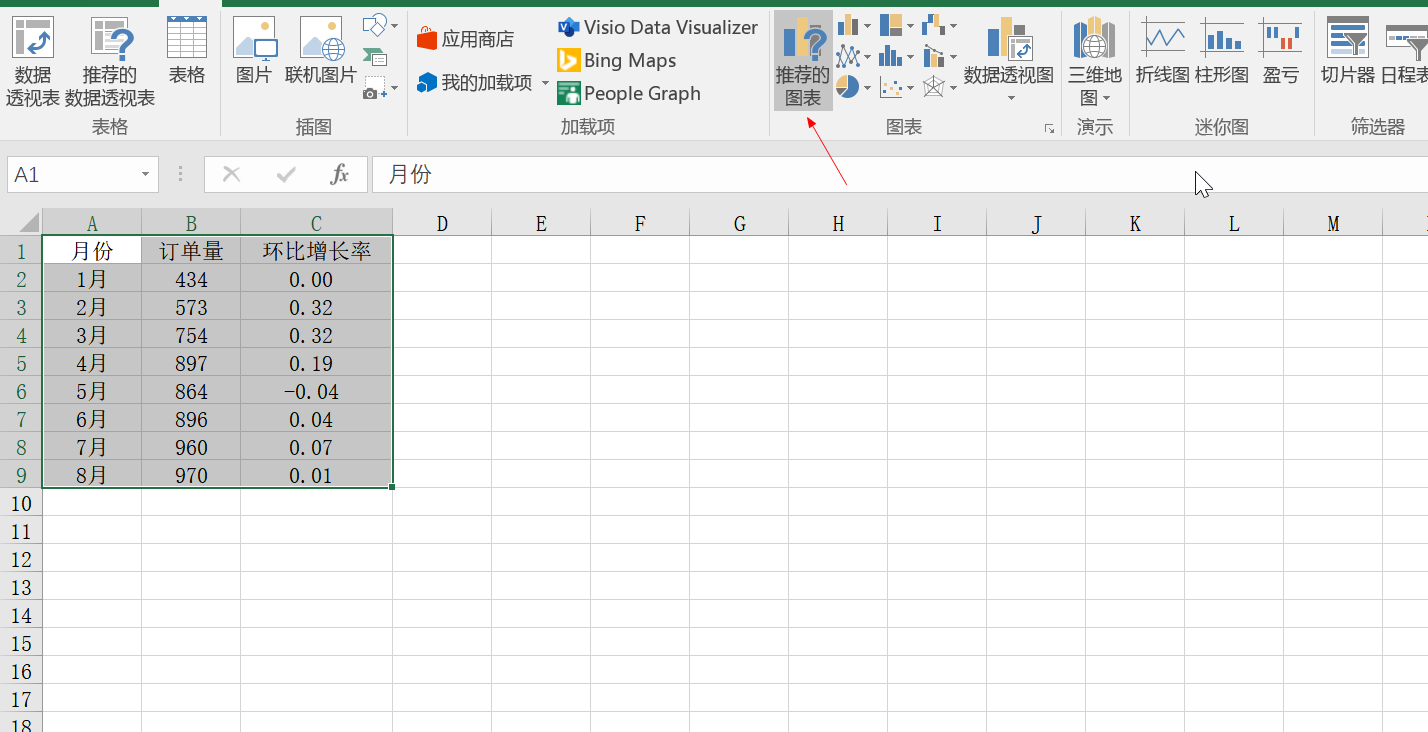 数据
透视表
推荐的
数据透视表
表格
表格
图片
联机图片
插图
应用商店
我的加载项
Visio Data Visualizer
Bing Maps
People Graph
加载项
推荐的
图表
数据透视图
图表
三维地
图
演示
折线图
柱形图
盈亏
迷你图
切片器
日程表
筛选器
A1
fx
月份
A B C D E F G H I J K L M
1 月份 订单量 环比增长率
2 1月 434 0.00
3 2月 573 0.32
4 3月 754 0.32
5 4月 897 0.19
6 5月 864 -0.04
7 6月 896 0.04
8 7月 960 0.07
9 8月 970 0.01
10
11
12
13
14
15
16
17
18